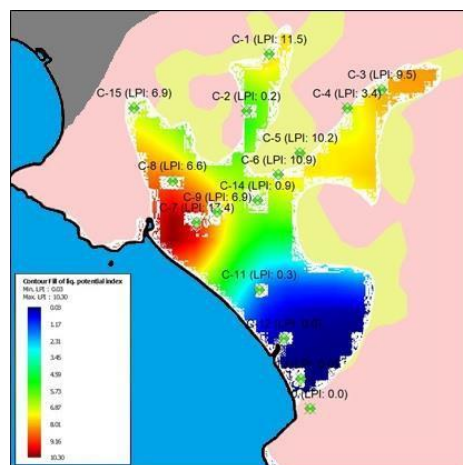 C-1 (LPI: 11.5)
C-3 (LPI: 9.5)
C-15 (LPI: 6.9)
C-2 (LPI: 0.2)
C-4 (LPI: 3.4)
C-5 (LPI: 10.2)
C-8 (LPI: 6.6)
C-6 (LPI: 10.9)
C-14 (LPI: 0.9)
C-9 (LPI: 6.9)
C-7 (LPI: 17.4)
C-11 (LPI: 0.3)
(LPI: 0.0)
Contour Fill of liq. potential index
Min. LPI : 0.03
Max. LPI : 10.30
0.03
1.17
2.31
3.45
4.59
5.73
6.87
8.01
9.16
10.30